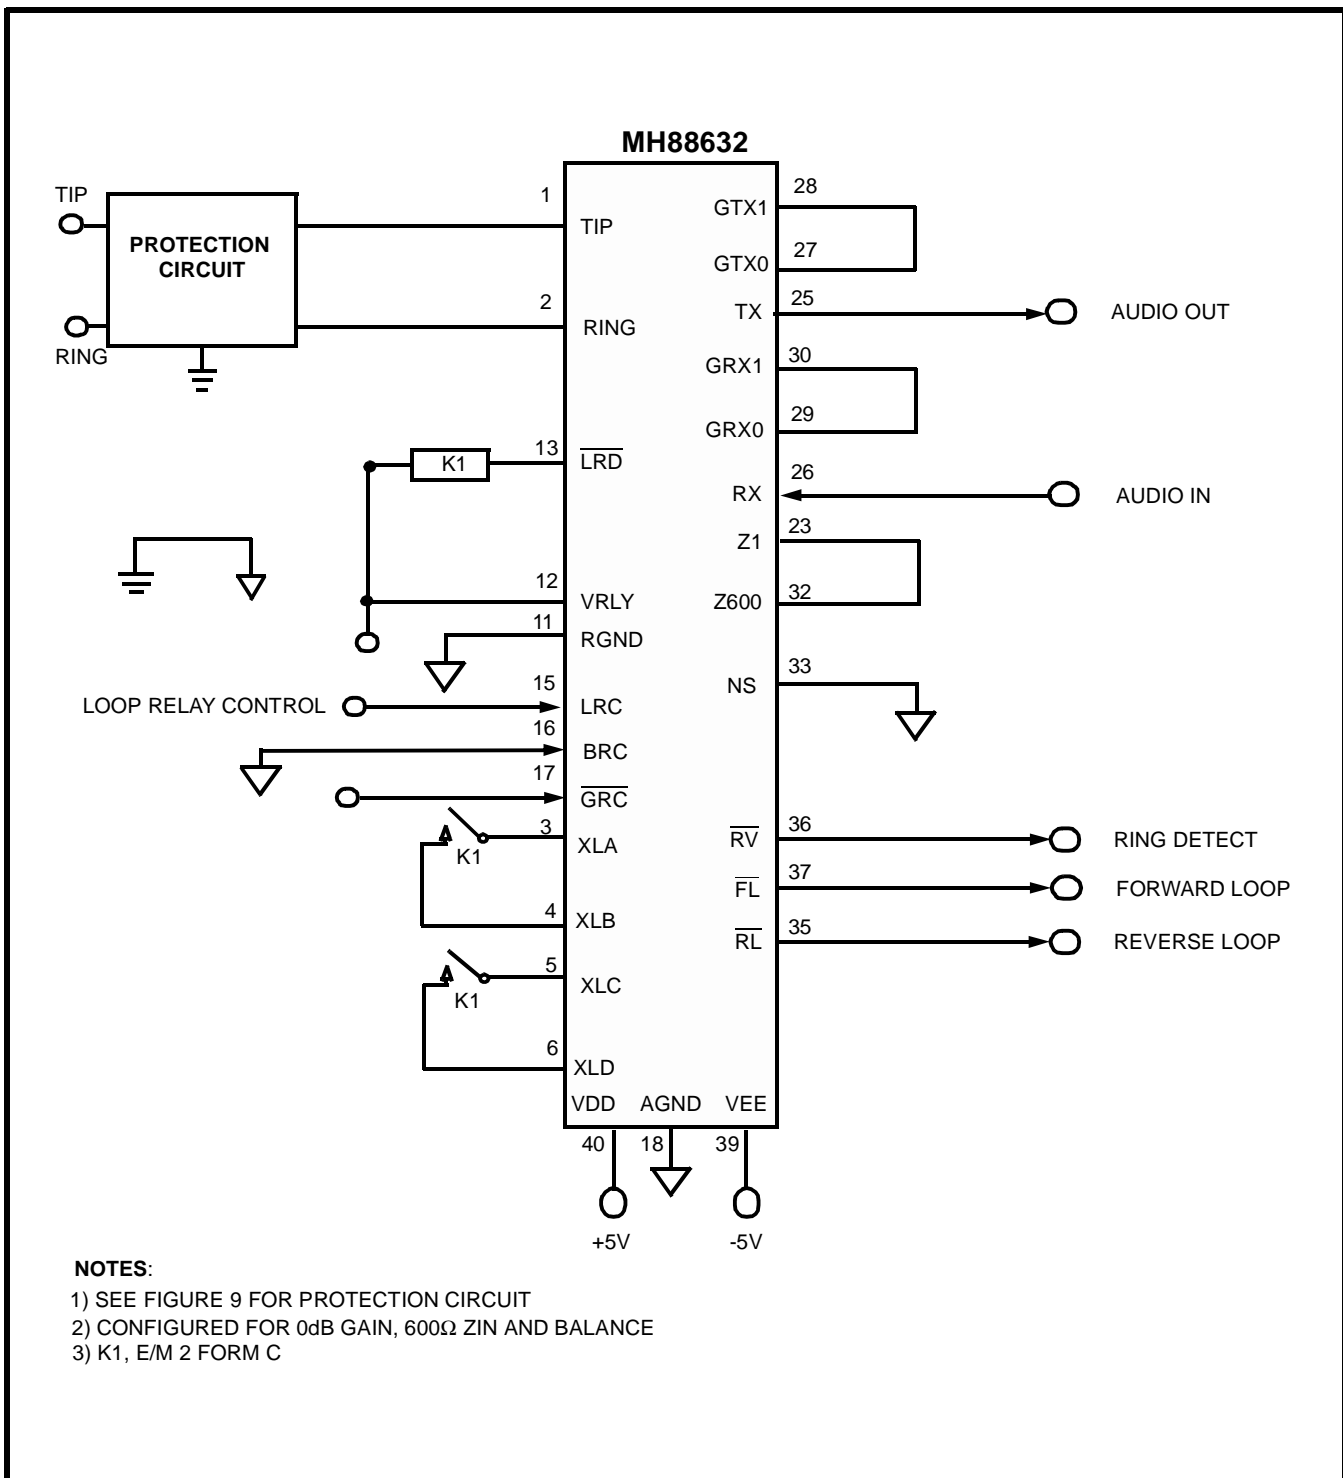 MH88632
TIP
PROTECTION
CIRCUIT
RING
1
TIP
2
RING
K1
13
LRD
12
VRLY
11
RGND
LOOP RELAY CONTROL
15
LRC
16
BRC
17
GRC
K1
3
XLA
4
XLB
K1
5
XLC
6
XLD
GTX1
28
GTX0
27
TX
25
AUDIO OUT
GRX1
30
GRX0
29
RX
26
AUDIO IN
Z1
23
Z600
32
NS
33
RV
36
RING DETECT
FL
37
FORWARD LOOP
RL
35
REVERSE LOOP
VDD AGND VEE
40 18 39
+5V -5V
NOTES:
1) SEE FIGURE 9 FOR PROTECTION CIRCUIT
2) CONFIGURED FOR 0dB GAIN, 600Ω ZIN AND BALANCE
3) K1, E/M 2 FORM C